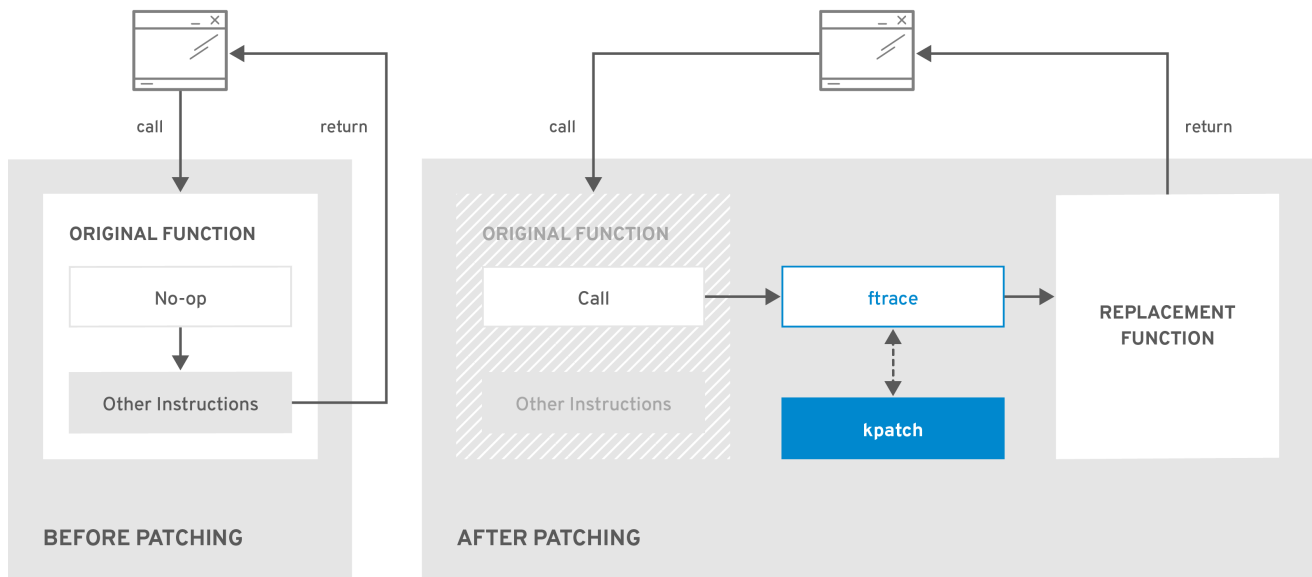 call
return
ORIGINAL FUNCTION
No-op
Other Instructions
BEFORE PATCHING
call
return
ORIGINAL FUNCTION
Call
Other Instructions
ftrace
kpatch
REPLACEMENT
FUNCTION
AFTER PATCHING